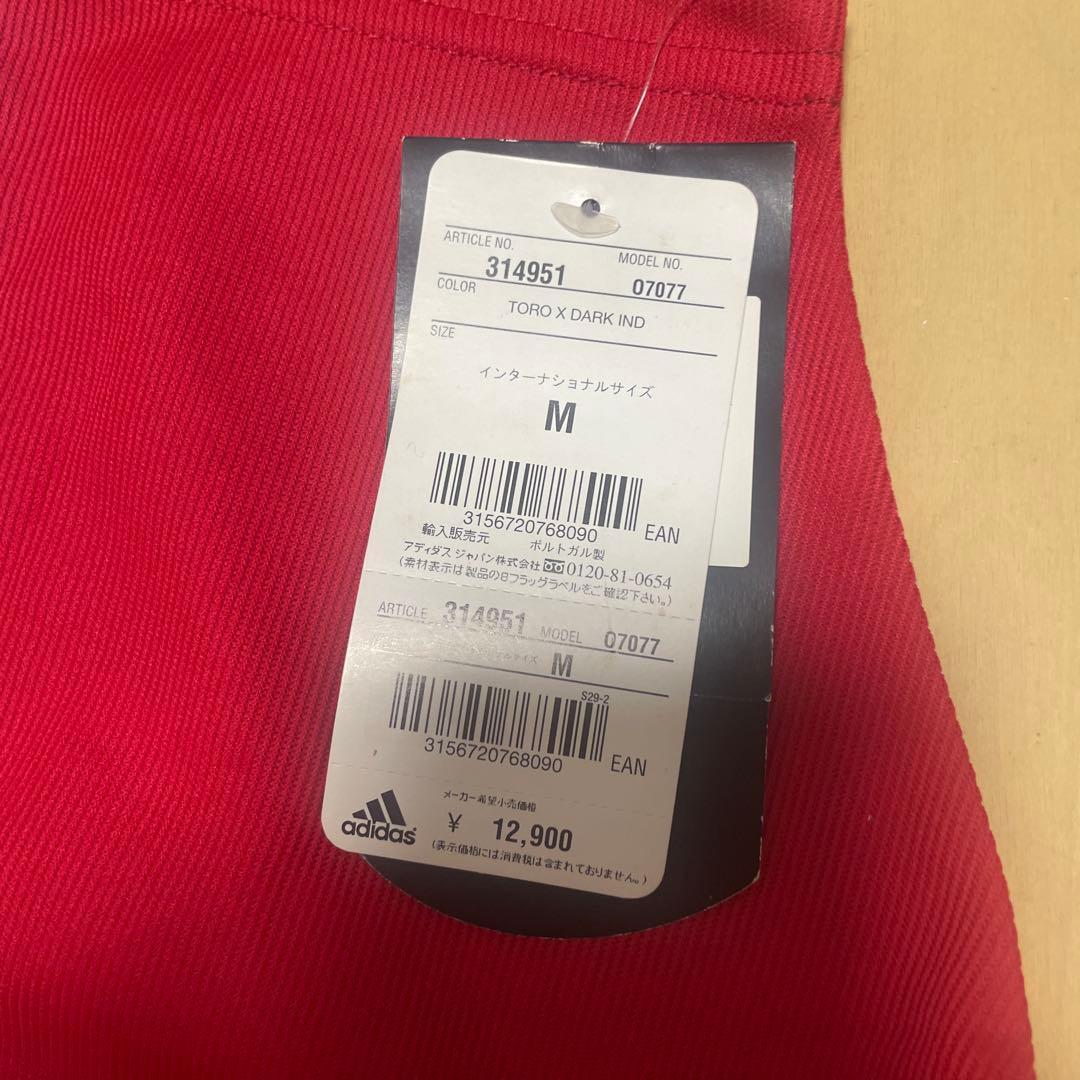 ARTICLE NO.
314951
MODEL NO.
07077
COLOR
TORO X DARK IND
SIZE
インターナショナルサイズ
M
3156720768090
EAN
輸入販売元 ポルトガル製
アディダス ジャパン株式会社 0120-81-0654
(素材表示は製品の8フラッグラベルをご確認下さい。)
ARTICLE 314951 MODEL 07077
ナルサイズ M
S29-2
3156720768090
EAN
メーカー希望小売価格
¥ 12,900
(表示価格には消費税は含まれておりません。)
adidas